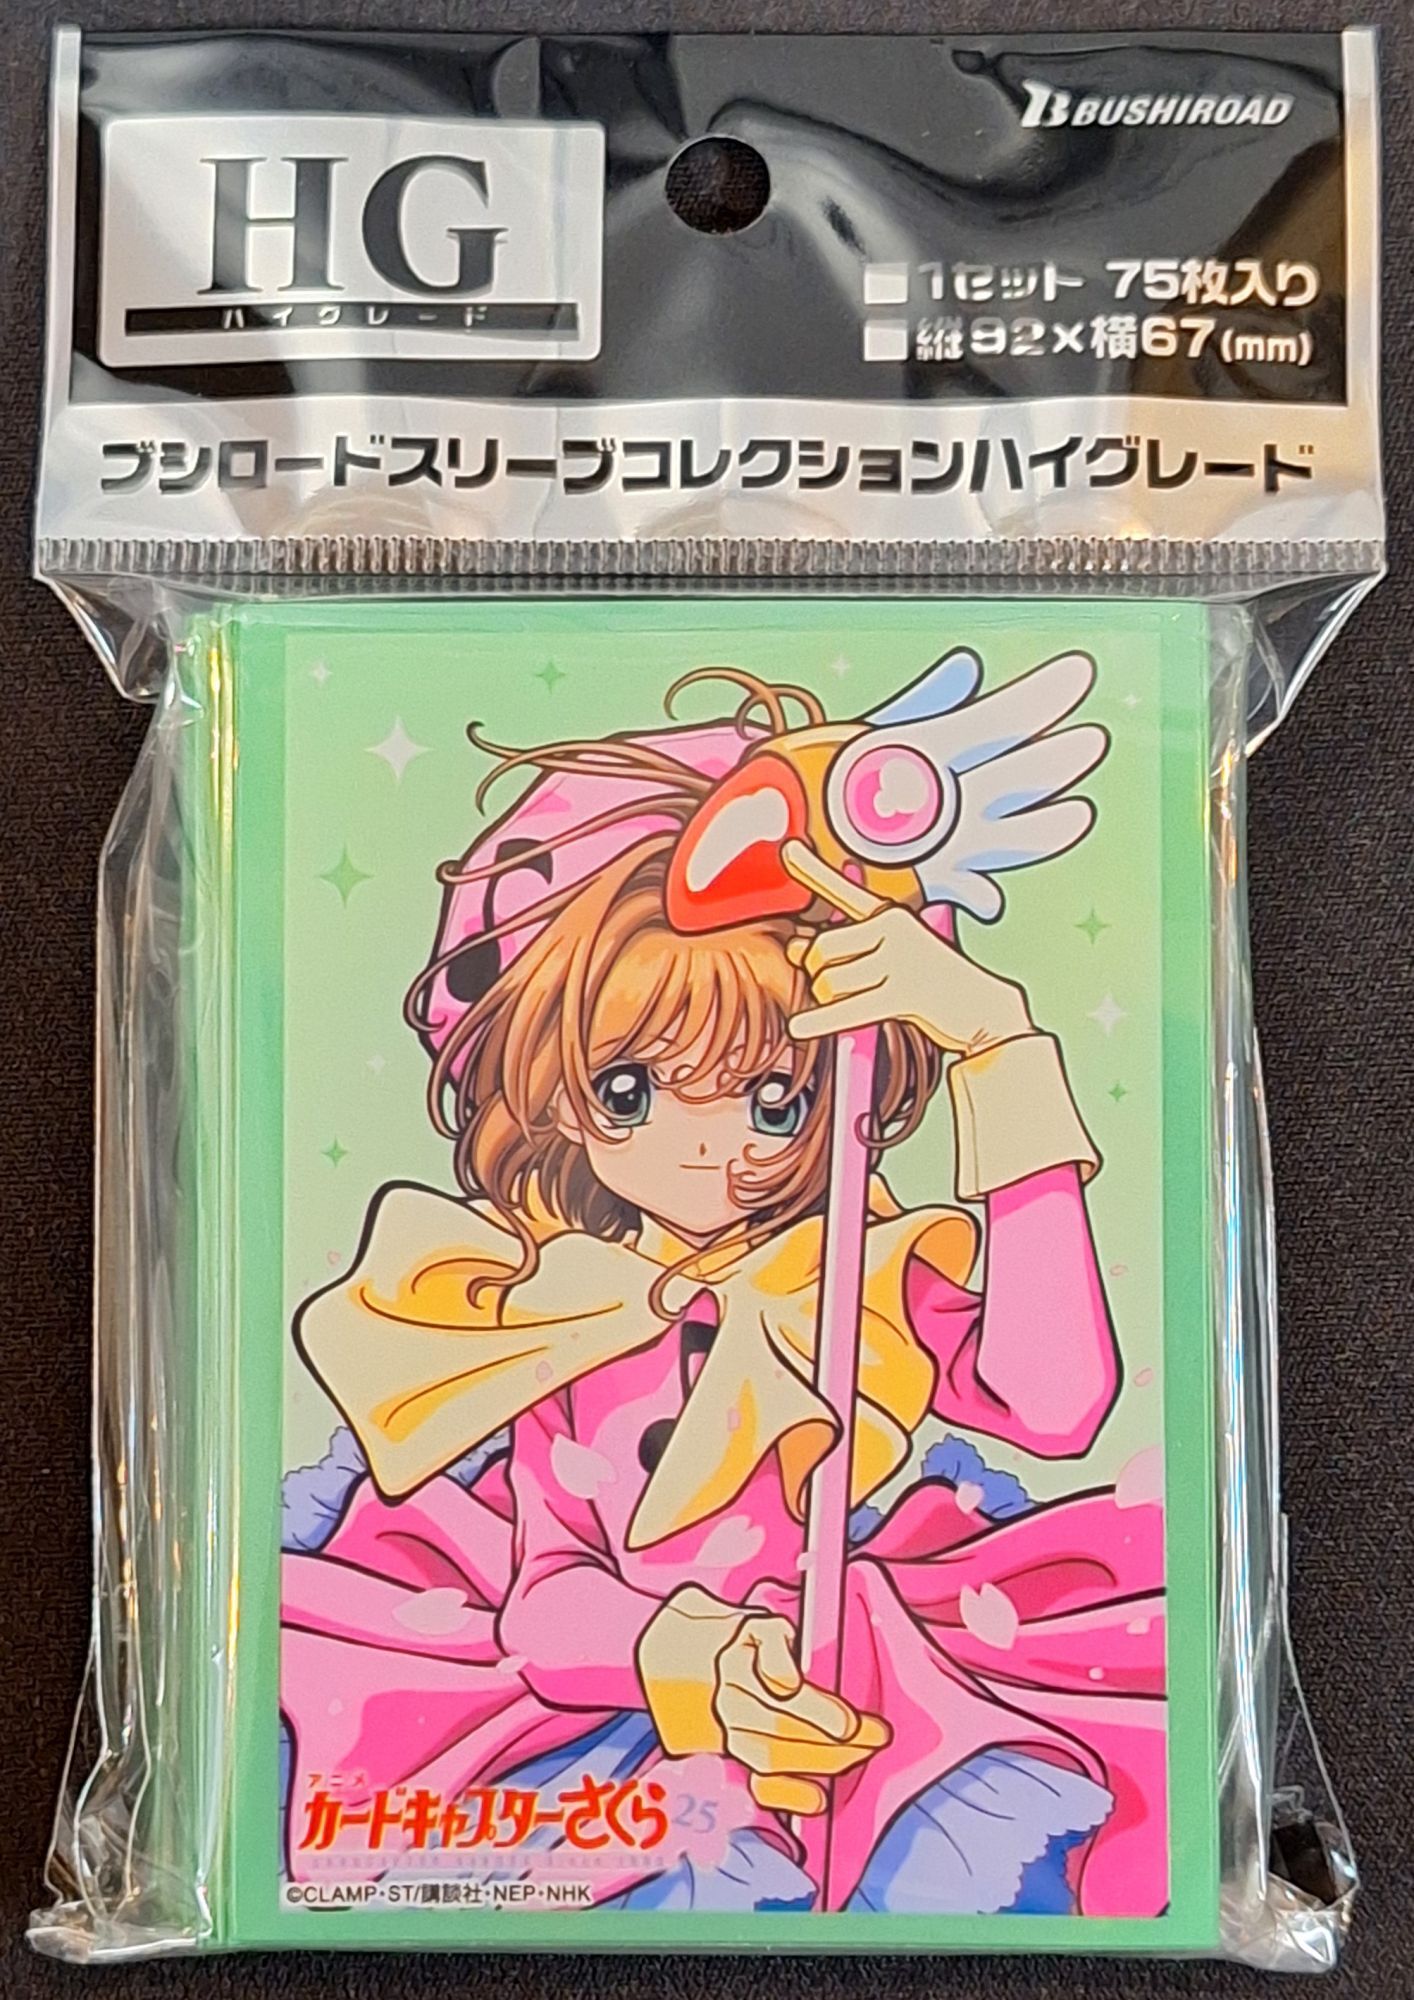 BUSHIROAD
HG
ハイグレード
■1セット 75枚入り
■縦92×横67(mm)
ブシロードスリーブコレクションハイグレード
アニメ
カードキャプターさくら 25
©CLAMP・ST/講談社・NEP・NHK